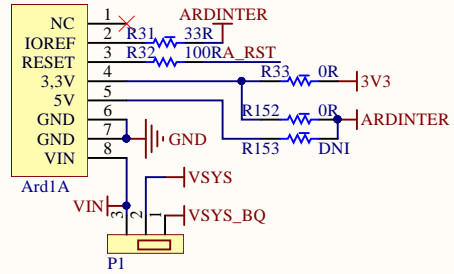 NC 1
IOREF 2 R31 33R ARDINTER
RESET 3 R32 100R A_RST
3,3V 4 R33 0R 3V3
5V 5 R152 0R ARDINTER
GND 6 R153 DNI
GND 7 GND
VIN 8
Ard1A
VSYS
VIN 3 2 1 VSYS_BQ
P1